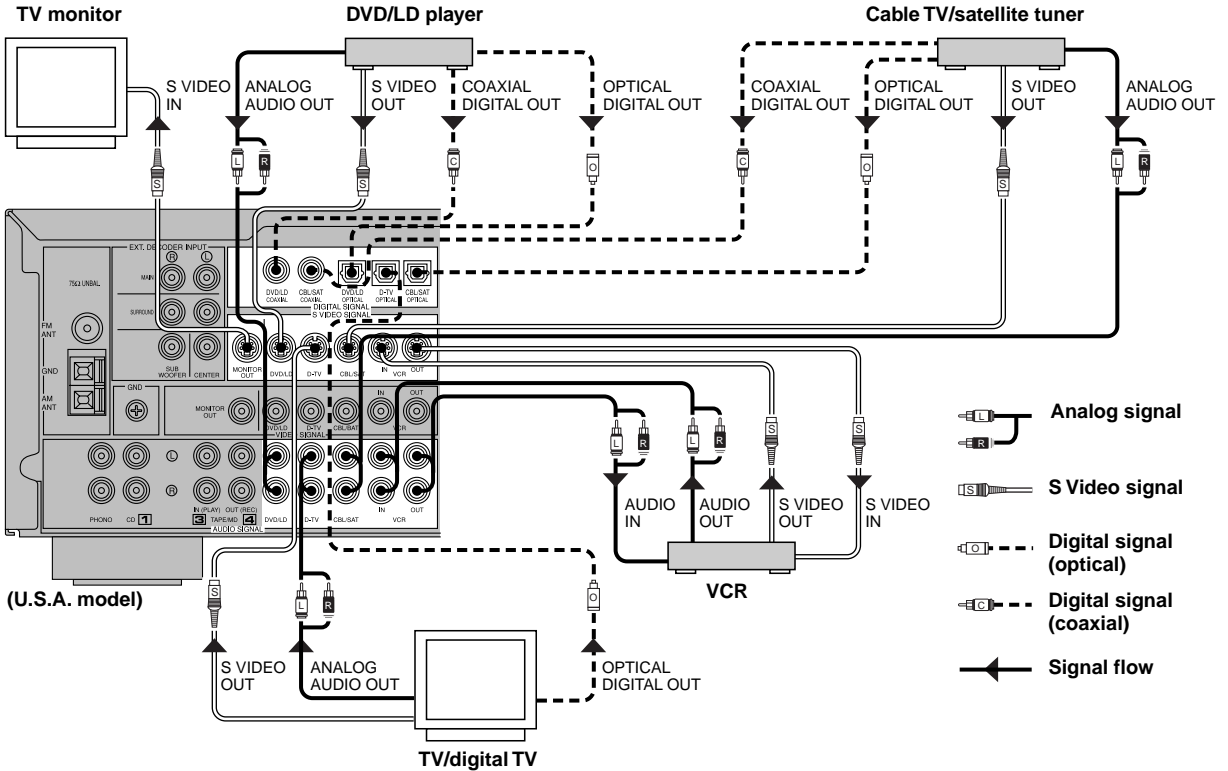 TV monitor
DVD/LD player
Cable TV/satellite tuner
S VIDEO
IN
ANALOG
AUDIO OUT
S VIDEO
OUT
COAXIAL
DIGITAL OUT
OPTICAL
DIGITAL OUT
COAXIAL
DIGITAL OUT
OPTICAL
DIGITAL OUT
S VIDEO
OUT
ANALOG
AUDIO OUT
L
R
C
O
C
O
L
R
S
S
S
EXT. DECODER INPUT
R
L
MAIN
SURROUND
SUB
WOOFER
CENTER
75Ω UNBAL.
FM
ANT
GND
AM
ANT
GND
DVD/LD
COAXIAL
CBL/SAT
COAXIAL
DVD/LD
OPTICAL
D-TV
OPTICAL
CBL/SAT
OPTICAL
DIGITAL SIGNAL
S VIDEO SIGNAL
MONITOR
OUT
DVD/LD
D-TV
CBL/SAT
IN
VCR
OUT
MONITOR
OUT
DVD/LD
D-TV
CBL/SAT
IN
OUT
VCR
VIDEO SIGNAL
L
R
PHONO
CD
1
IN (PLAY)
OUT (REC)
3
TAPE/MD
4
AUDIO SIGNAL
DVD/LD
D-TV
CBL/SAT
IN
VCR
OUT
L
R
L
R
S
S
AUDIO
IN
AUDIO
OUT
S VIDEO
OUT
S VIDEO
IN
VCR
L
R
Analog signal
S
S Video signal
O
Digital signal
(optical)
C
Digital signal
(coaxial)
Signal flow
(U.S.A. model)
S
L
R
O
S VIDEO
OUT
ANALOG
AUDIO OUT
OPTICAL
DIGITAL OUT
TV/digital TV